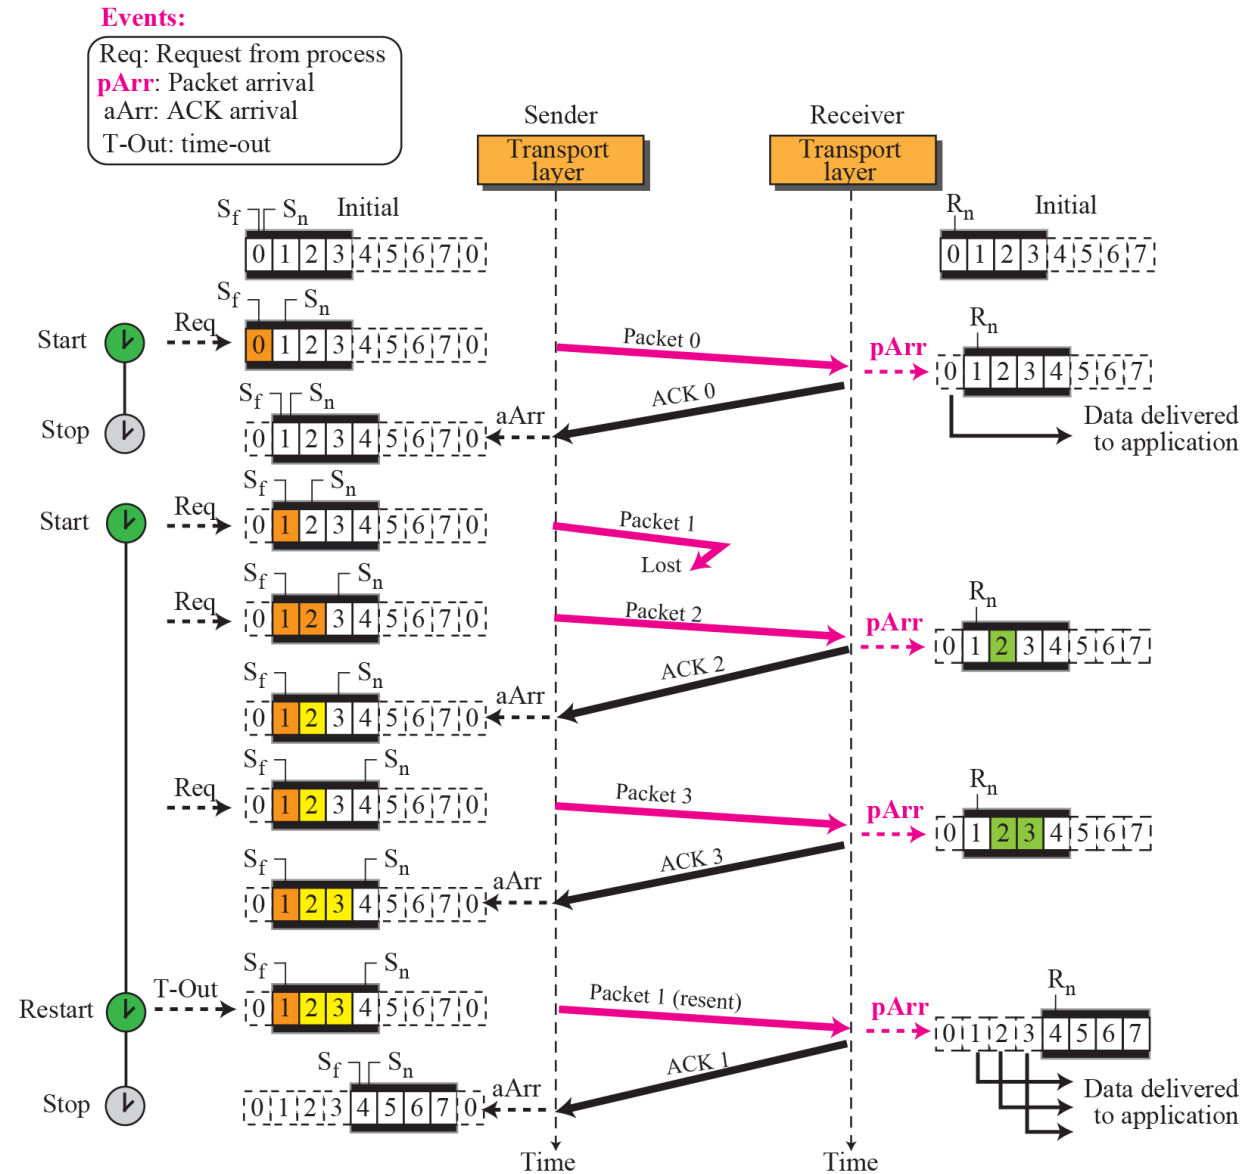 Events:
Req: Request from process
pArr: Packet arrival
aArr: ACK arrival
T-Out: time-out
Sender
Receiver
Transport
layer
Transport
layer
Sf Sn Initial
0 1 2 3 4 5 6 7 0
Rn Initial
0 1 2 3 4 5 6 7
Start
Req
Sf Sn
0 1 2 3 4 5 6 7 0
Packet 0
pArr
Rn
0 1 2 3 4 5 6 7
Data delivered
to application
Stop
Sf Sn
0 1 2 3 4 5 6 7 0
aArr
ACK 0
Start
Req
Sf Sn
0 1 2 3 4 5 6 7 0
Packet 1
Lost
Req
Sf Sn
0 1 2 3 4 5 6 7 0
Packet 2
pArr
Rn
0 1 2 3 4 5 6 7
Sf Sn
0 1 2 3 4 5 6 7 0
aArr
ACK 2
Req
Sf Sn
0 1 2 3 4 5 6 7 0
Packet 3
pArr
Rn
0 1 2 3 4 5 6 7
Sf Sn
0 1 2 3 4 5 6 7 0
aArr
ACK 3
Restart
T-Out
Sf Sn
0 1 2 3 4 5 6 7 0
Packet 1 (resent)
pArr
Rn
0 1 2 3 4 5 6 7
Data delivered
to application
Stop
Sf Sn
0 1 2 3 4 5 6 7 0
aArr
ACK 1
Time
Time